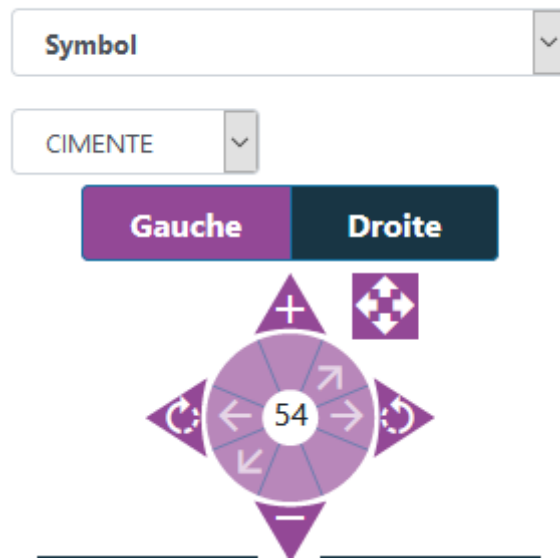 Symbol
CIMENTE
Gauche Droite
+
54
−